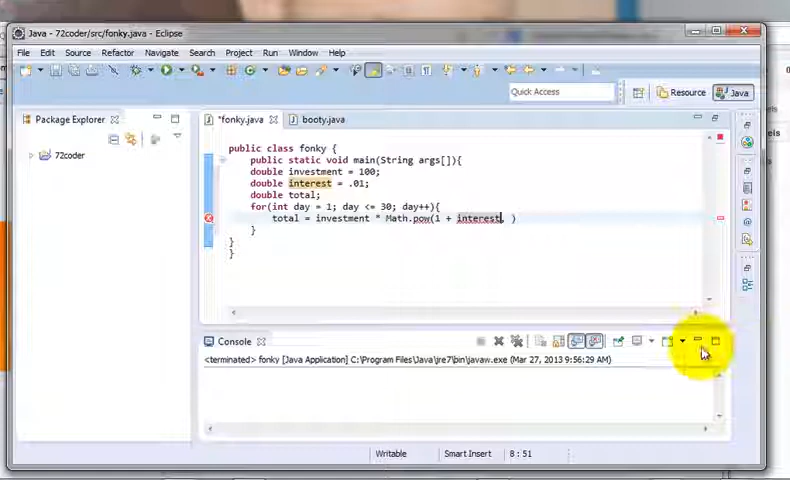 Java - 72coder/src/fonky.java - Eclipse
File Edit Source Refactor Navigate Search Project Run Window Help
Quick Access Resource Java
Package Explorer *fonky.java booty.java
72coder
public class fonky {
public static void main(String args[]){
double investment = 100;
double interest = .01;
double total;
for(int day = 1; day <= 30; day++){
total = investment * Math.pow(1 + interest, )
}
}
}
Console
<terminated> fonky [Java Application] C:\Program Files\Java\jre7\bin\javaw.exe (Mar 27, 2013 9:56:29 AM)
Writable Smart Insert 8 : 51